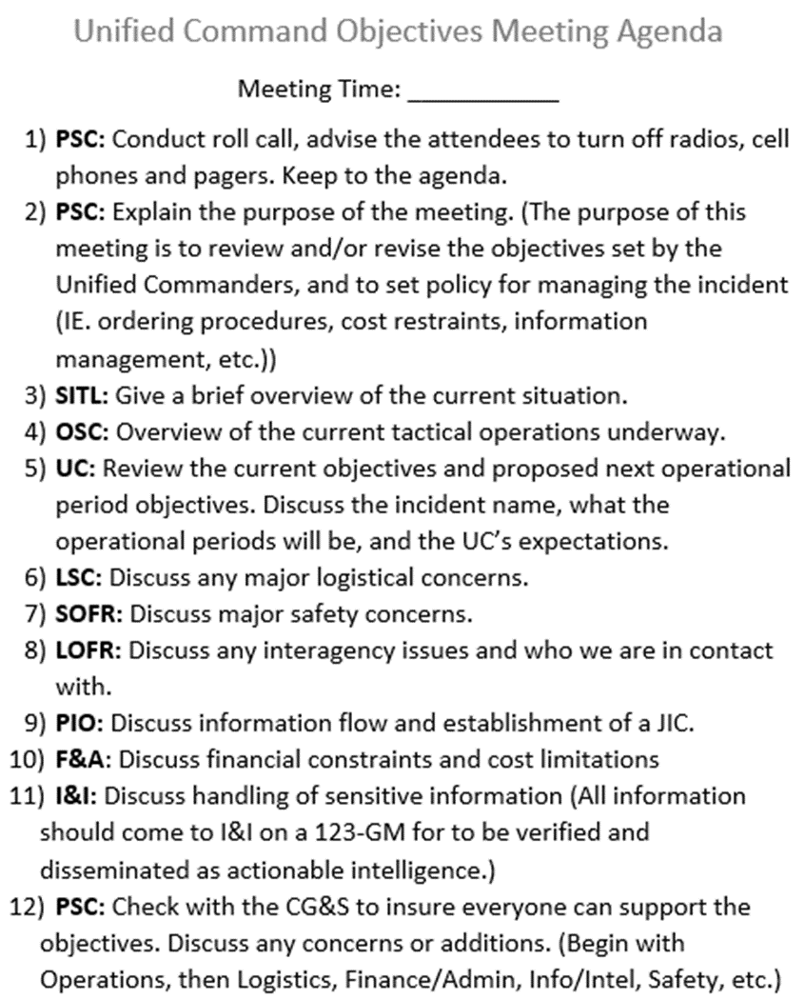 Unified Command Objectives Meeting Agenda
Meeting Time: ___________
1) PSC: Conduct roll call, advise the attendees to turn off radios, cell
phones and pagers. Keep to the agenda.
2) PSC: Explain the purpose of the meeting. (The purpose of this
meeting is to review and/or revise the objectives set by the
Unified Commanders, and to set policy for managing the incident
(IE. ordering procedures, cost restraints, information
management, etc.))
3) SITL: Give a brief overview of the current situation.
4) OSC: Overview of the current tactical operations underway.
5) UC: Review the current objectives and proposed next operational
period objectives. Discuss the incident name, what the
operational periods will be, and the UC’s expectations.
6) LSC: Discuss any major logistical concerns.
7) SOFR: Discuss major safety concerns.
8) LOFR: Discuss any interagency issues and who we are in contact
with.
9) PIO: Discuss information flow and establishment of a JIC.
10) F&A: Discuss financial constraints and cost limitations
11) I&I: Discuss handling of sensitive information (All information
should come to I&I on a 123-GM for to be verified and
disseminated as actionable intelligence.)
12) PSC: Check with the CG&S to insure everyone can support the
objectives. Discuss any concerns or additions. (Begin with
Operations, then Logistics, Finance/Admin, Info/Intel, Safety, etc.)